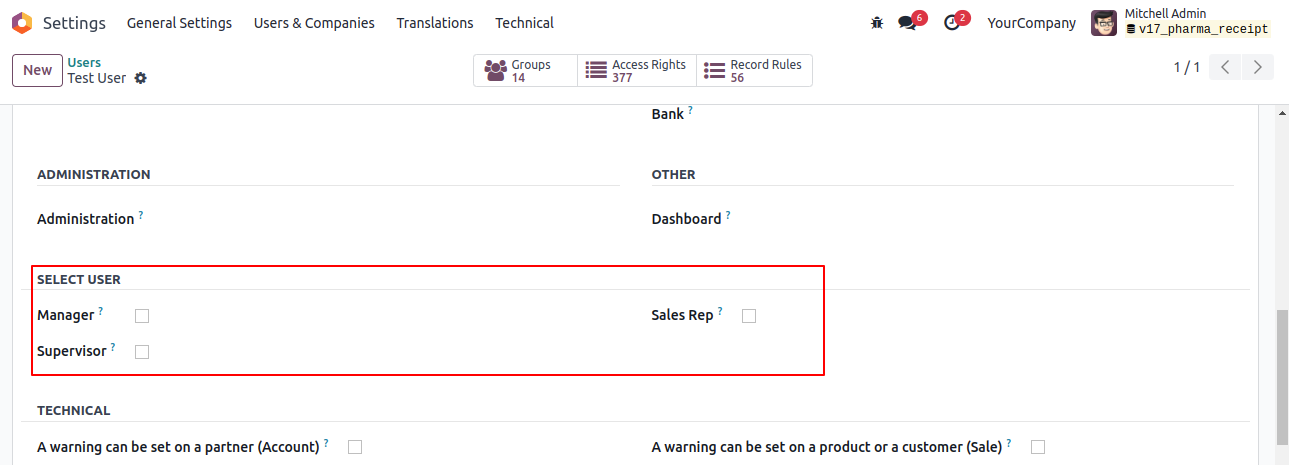 Settings General Settings Users & Companies Translations Technical 6 2 YourCompany Mitchell Admin
v17_pharma_receipt
New Users Groups Access Rights Record Rules 1 / 1
Test User 14 377 56
Bank ?
ADMINISTRATION OTHER
Administration ? Dashboard ?
SELECT USER
Manager ? Sales Rep ?
Supervisor ?
TECHNICAL
A warning can be set on a partner (Account) ? A warning can be set on a product or a customer (Sale) ?